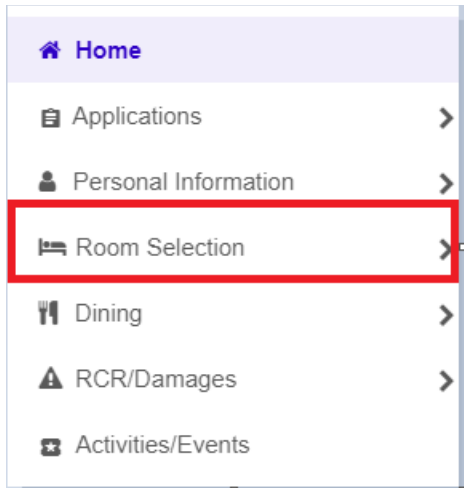 Home
Applications
Personal Information
Room Selection
Dining
RCR/Damages
Activities/Events